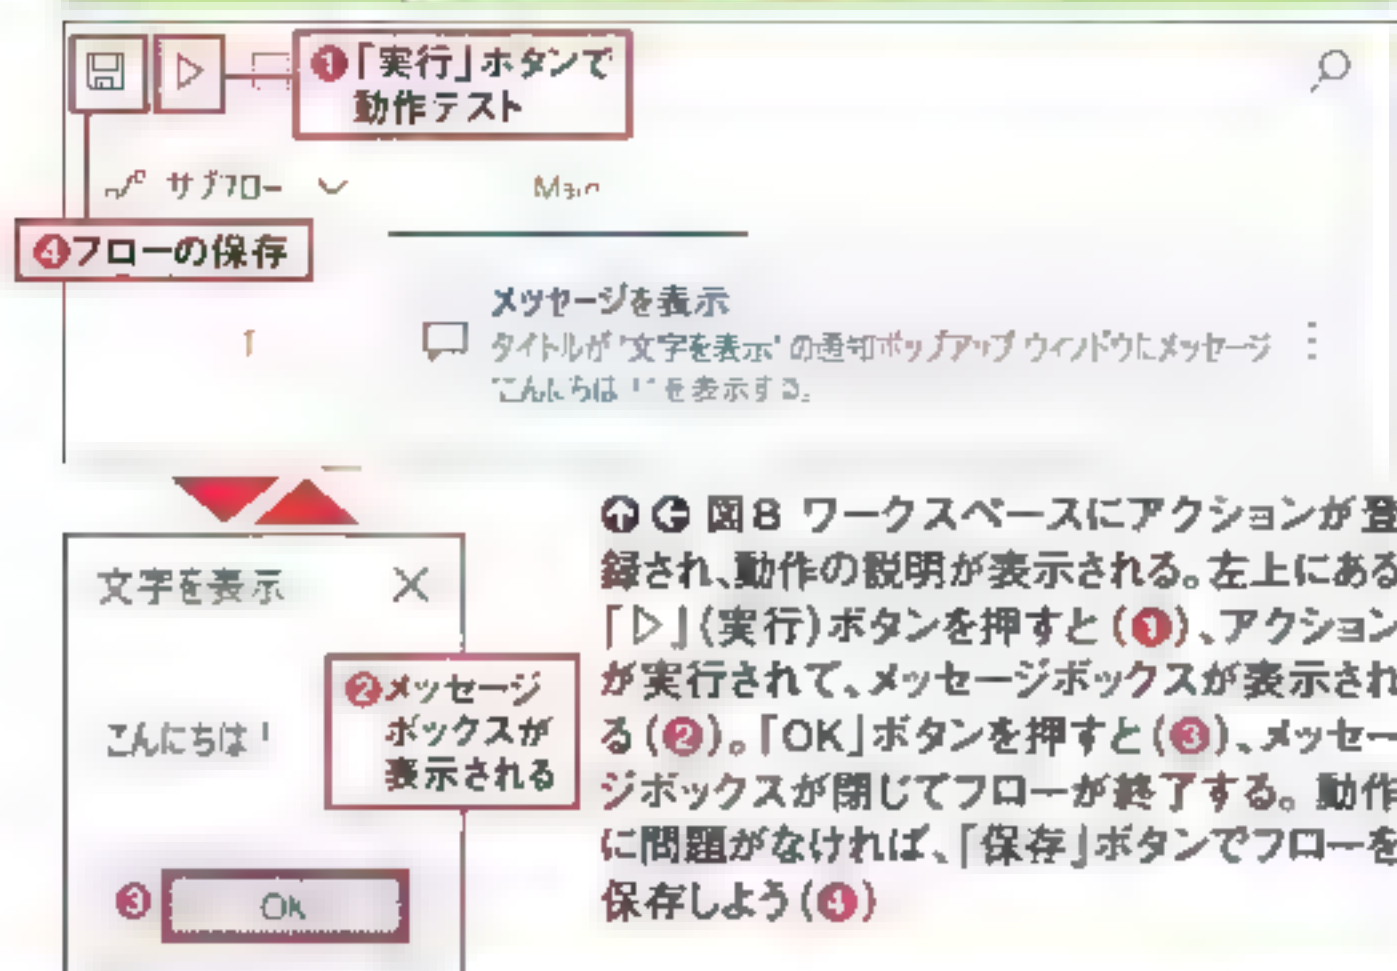 ❶「実行」ボタンで
動作テスト
サブフロー
Main
❹フローの保存
メッセージを表示
1
タイトルが '文字を表示' の通知ポップアップ ウィンドウにメッセージ
'こんにちは！' を表示する。
文字を表示
こんにちは！
❷メッセージ
ボックスが
表示される
❸ OK
図8 ワークスペースにアクションが登
録され、動作の説明が表示される。左上にある
「▷」(実行)ボタンを押すと(❶)、アクション
が実行されて、メッセージボックスが表示され
る(❷)。「OK」ボタンを押すと(❸)、メッセー
ジボックスが閉じてフローが終了する。動作
に問題がなければ、「保存」ボタンでフローを
保存しよう(❹)